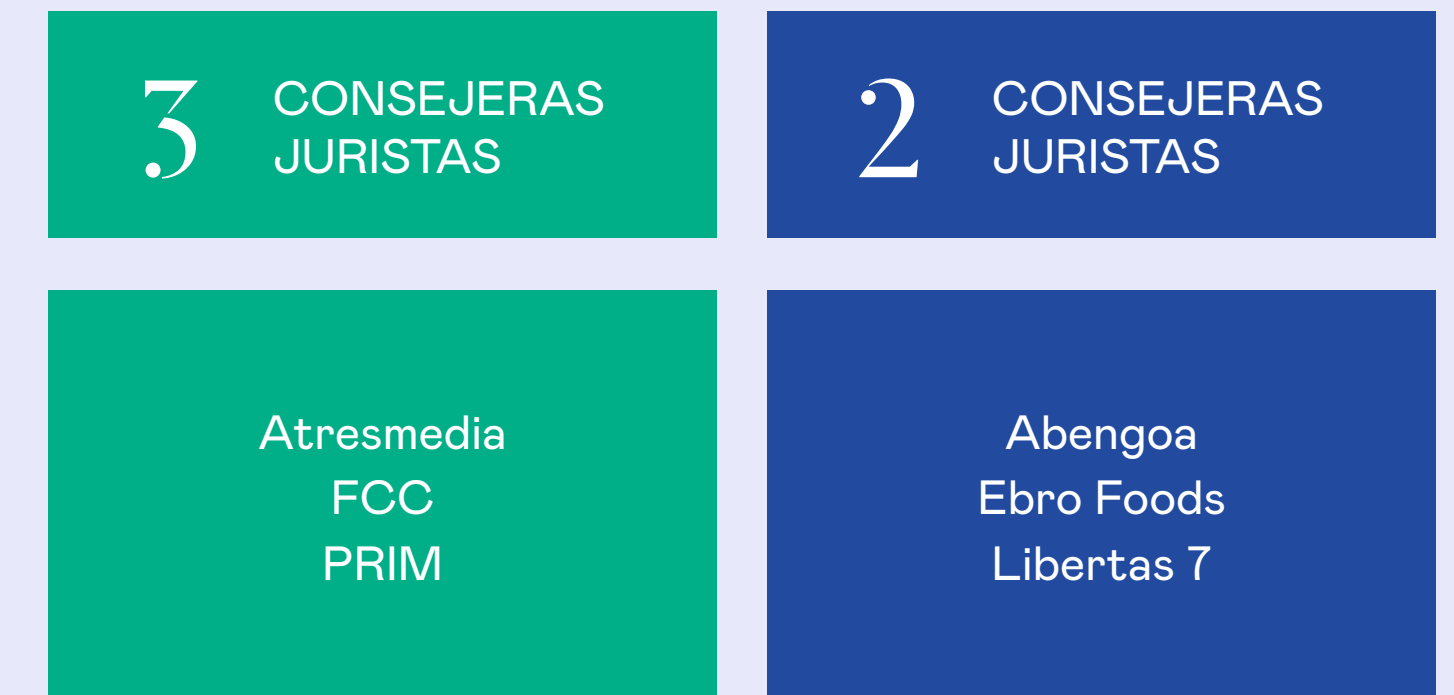 3
CONSEJERAS
JURISTAS
Atresmedia
FCC
PRIM
2
CONSEJERAS
JURISTAS
Abengoa
Ebro Foods
Libertas 7